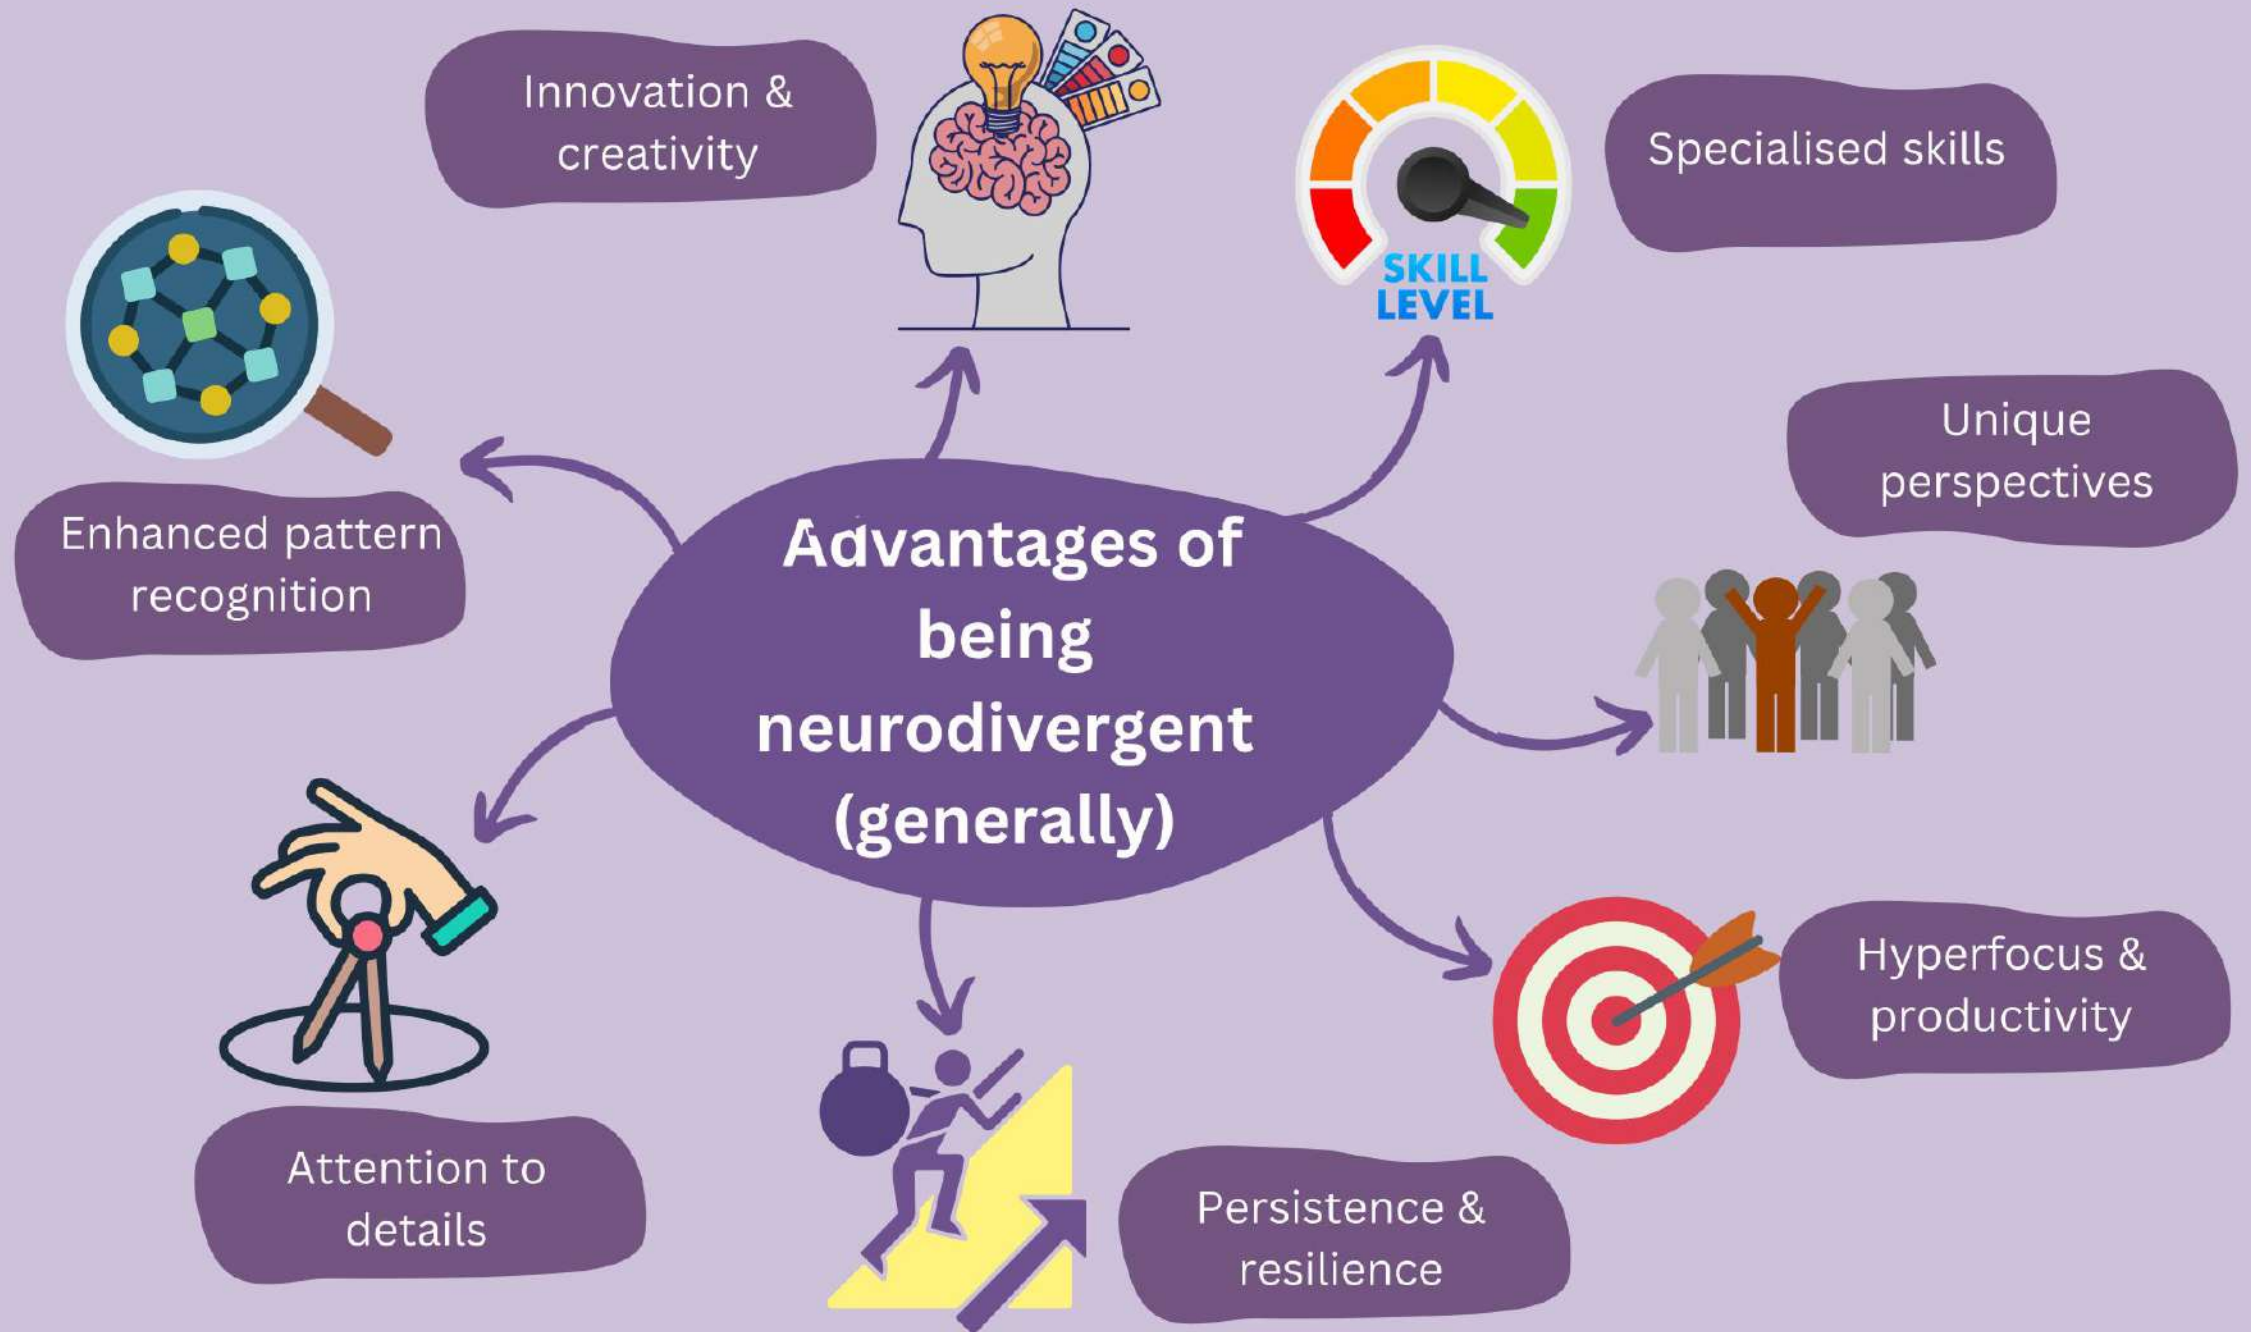 Innovation &
creativity
Specialised skills
SKILL
LEVEL
Unique
perspectives
Enhanced pattern
recognition
Advantages of
being
neurodivergent
(generally)
Hyperfocus &
productivity
Attention to
details
Persistence &
resilience